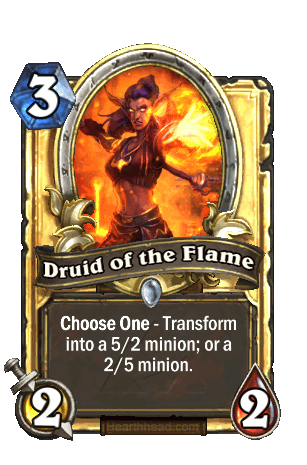 3
Druid of the Flame
Choose One - Transform
into a 5/2 minion; or a
2/5 minion.
2
2
Hearthhead.com